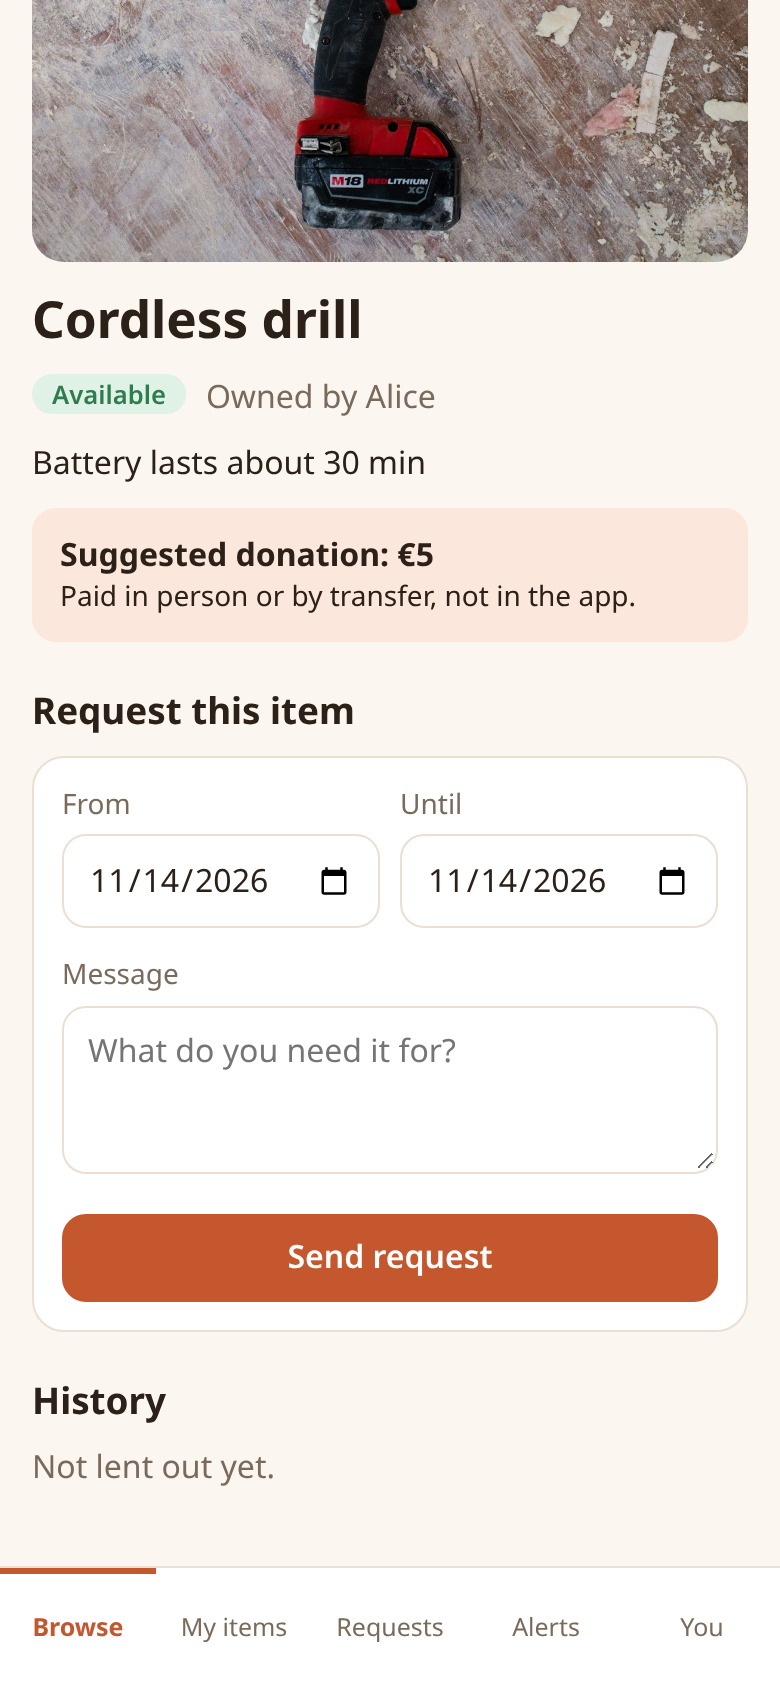 M18 REDLITHIUM
XC
Cordless drill
Available Owned by Alice
Battery lasts about 30 min
Suggested donation: €5
Paid in person or by transfer, not in the app.
Request this item
From Until
11/14/2026 11/14/2026
Message
What do you need it for?
Send request
History
Not lent out yet.
Browse My items Requests Alerts You